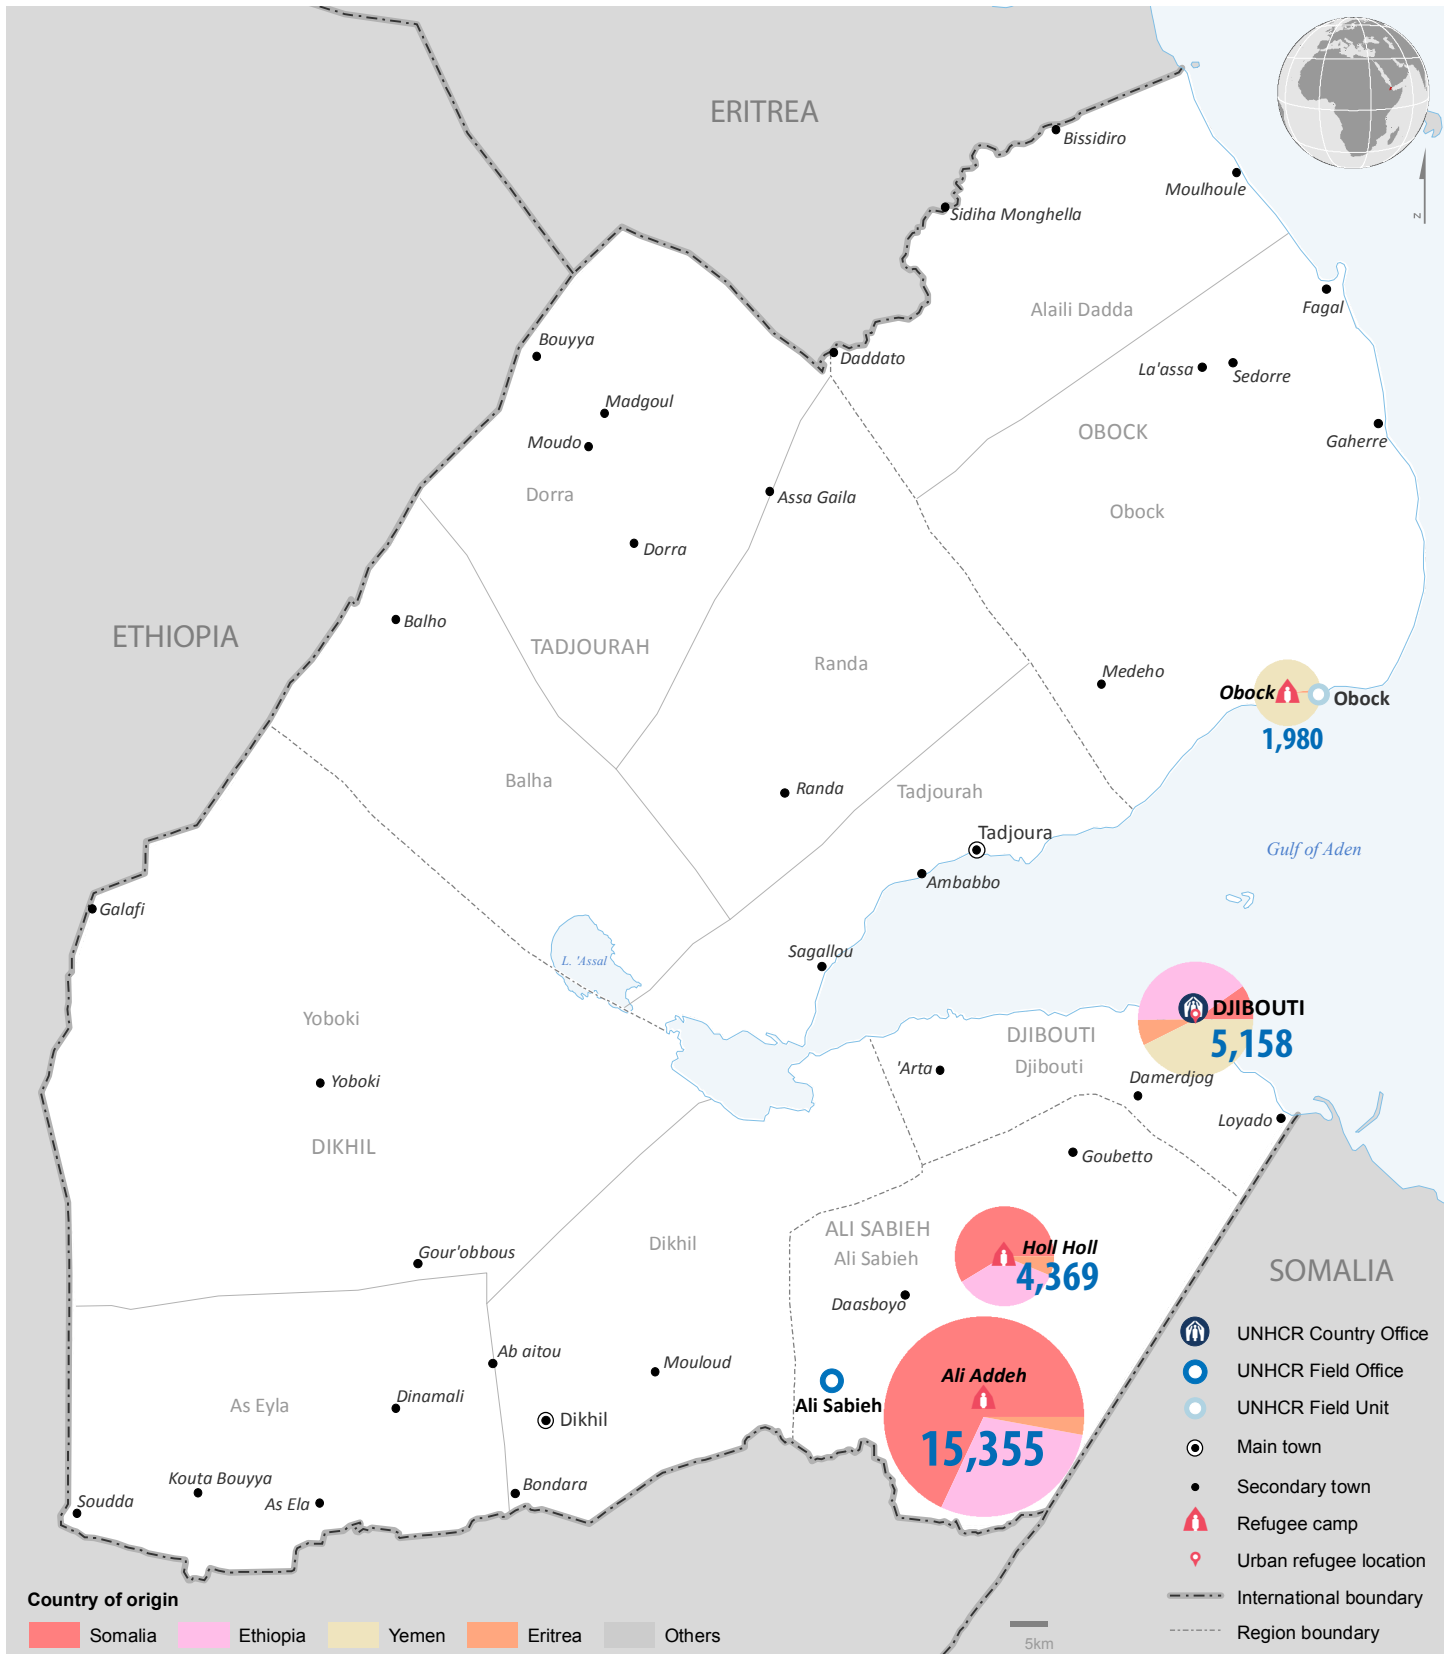 ERITREA
Bissidiro
Moulhoule
Sidiha Monghella
N
Alaili Dadda
Fagal
Bouyya
Daddato
La'assa
Sedorre
Madgoul
OBOCK
Moudo
Gaherre
Dorra
Assa Gaila
Obock
Dorra
Balho
ETHIOPIA
TADJOURAH
Randa
Medeho
Obock
Obock
1,980
Balha
Randa
Tadjourah
Tadjoura
Gulf of Aden
Ambabbo
Galafi
Sagallou
L. 'Assal
Yoboki
DJIBOUTI
5,158
DJIBOUTI
Djibouti
'Arta
Yoboki
Damerdjog
Loyado
DIKHIL
Goubetto
ALI SABIEH
Ali Sabieh
Dikhil
Gour'obbous
Holl Holl
4,369
SOMALIA
Daasboyo
UNHCR Country Office
Ab aitou
Mouloud
Ali Addeh
UNHCR Field Office
Dinamali
As Eyla
Ali Sabieh
UNHCR Field Unit
Dikhil
15,355
Main town
Kouta Bouyya
Bondara
Secondary town
Soudda
As Ela
Refugee camp
Urban refugee location
International boundary
Country of origin
Somalia
Ethiopia
Yemen
Eritrea
Others
5km
Region boundary